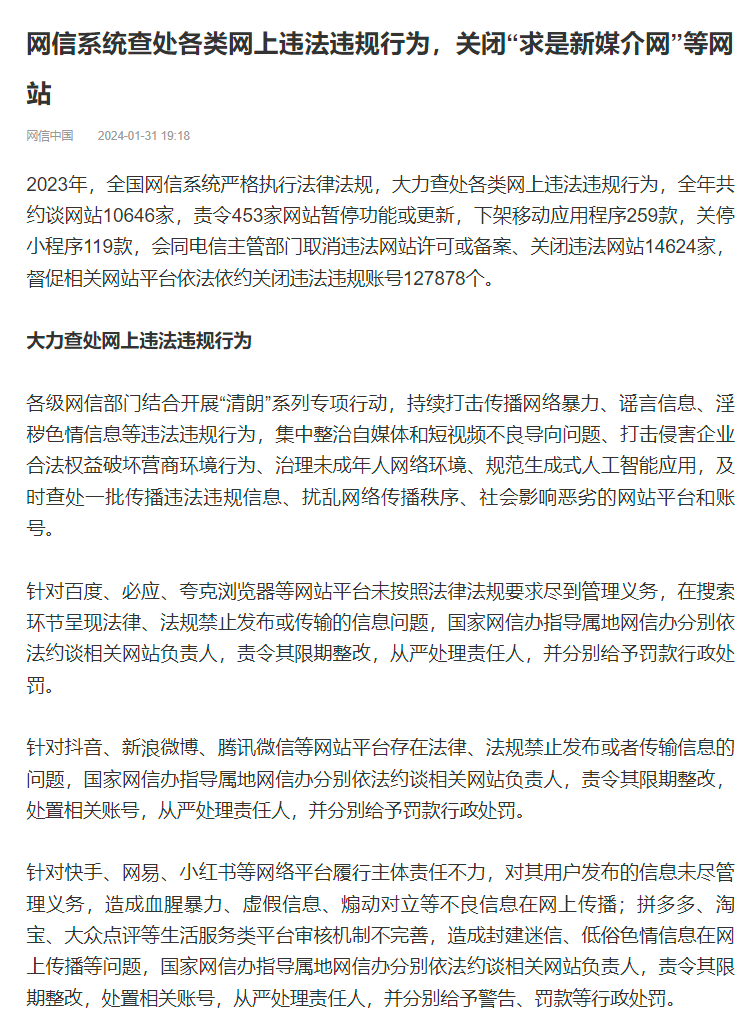 网信系统查处各类网上违法违规行为，关闭“求是新媒介网”等网
站
网信中国 2024-01-31 19:18
2023年，全国网信系统严格执行法律法规，大力查处各类网上违法违规行为，全年共
约谈网站10646家，责令453家网站暂停功能或更新，下架移动应用程序259款，关停
小程序119款，会同电信主管部门取消违法网站许可或备案、关闭违法网站14624家，
督促相关网站平台依法依约关闭违法违规账号127878个。
大力查处网上违法违规行为
各级网信部门结合开展“清朗”系列专项行动，持续打击传播网络暴力、谣言信息、淫
秽色情信息等违法违规行为，集中整治自媒体和短视频不良导向问题、打击侵害企业
合法权益破坏营商环境行为、治理未成年人网络环境、规范生成式人工智能应用，及
时查处一批传播违法违规信息、扰乱网络传播秩序、社会影响恶劣的网站平台和账
号。
针对百度、必应、夸克浏览器等网站平台未按照法律法规要求尽到管理义务，在搜索
环节呈现法律、法规禁止发布或传输的信息问题，国家网信办指导属地网信办分别依
法约谈相关网站负责人，责令其限期整改，从严处理责任人，并分别给予罚款行政处
罚。
针对抖音、新浪微博、腾讯微信等网站平台存在法律、法规禁止发布或者传输信息的
问题，国家网信办指导属地网信办分别依法约谈相关网站负责人，责令其限期整改，
处置相关账号，从严处理责任人，并分别给予罚款行政处罚。
针对快手、网易、小红书等网络平台履行主体责任不力，对其用户发布的信息未尽管
理义务，造成血腥暴力、虚假信息、煽动对立等不良信息在网上传播；拼多多、淘
宝、大众点评等生活服务类平台审核机制不完善，造成封建迷信、低俗色情信息在网
上传播等问题，国家网信办指导属地网信办分别依法约谈相关网站负责人，责令其限
期整改，处置相关账号，从严处理责任人，并分别给予警告、罚款等行政处罚。